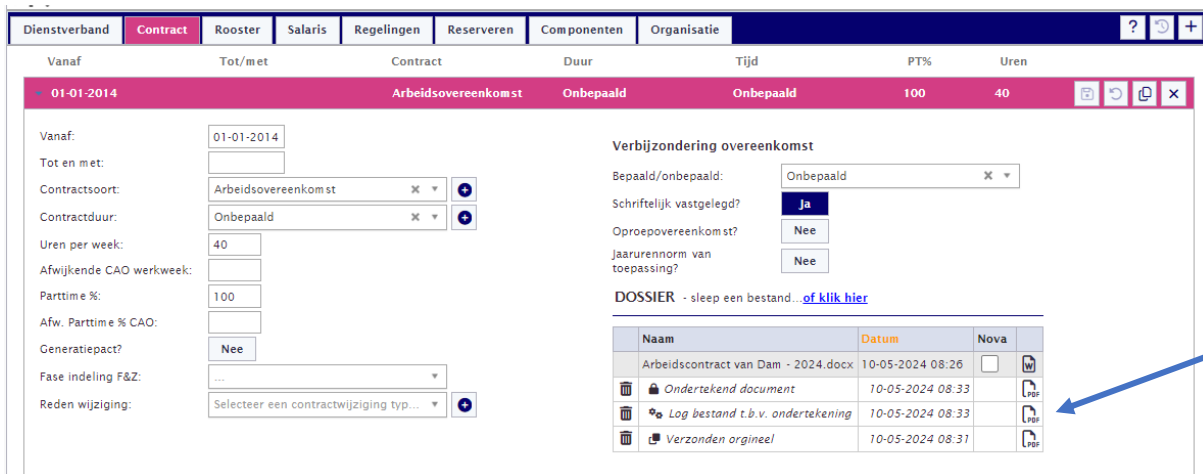 Dienstverband Contract Rooster Salaris Regelingen Reserveren Componenten Organisatie ? +
Vanaf Tot/met Contract Duur Tijd PT% Uren
01-01-2014 Arbeidsovereenkomst Onbepaald Onbepaald 100 40
Vanaf: 01-01-2014
Tot en met:
Contractsoort: Arbeidsovereenkomst
Contractduur: Onbepaald
Uren per week: 40
Afwijkende CAO werkweek:
Parttime %: 100
Afw. Parttime % CAO:
Generatiepact? Nee
Fase indeling F&Z: ...
Reden wijziging: Selecteer een contractwijziging typ...
Verbijzondering overeenkomst
Bepaald/onbepaald: Onbepaald
Schriftelijk vastgelegd? Ja
Oproepovereenkomst? Nee
Jaarurennorm van
toepassing? Nee
DOSSIER - sleep een bestand...of klik hier
Naam Datum Nova
Arbeidscontract van Dam - 2024.docx 10-05-2024 08:26
Ondertekend document 10-05-2024 08:33 PDF
Log bestand t.b.v. ondertekening 10-05-2024 08:33 PDF
Verzonden orgineel 10-05-2024 08:31 PDF